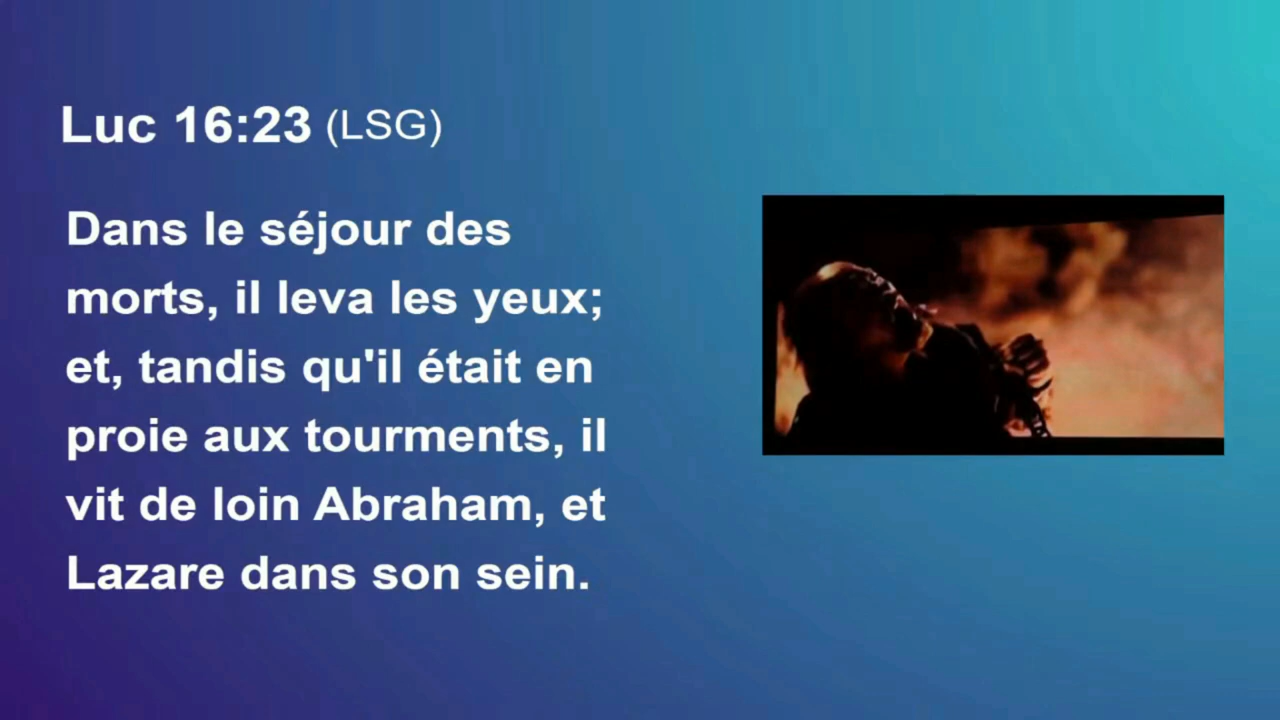 Luc 16:23 (LSG)
Dans le séjour des
morts, il leva les yeux;
et, tandis qu'il était en
proie aux tourments, il
vit de loin Abraham, et
Lazare dans son sein.